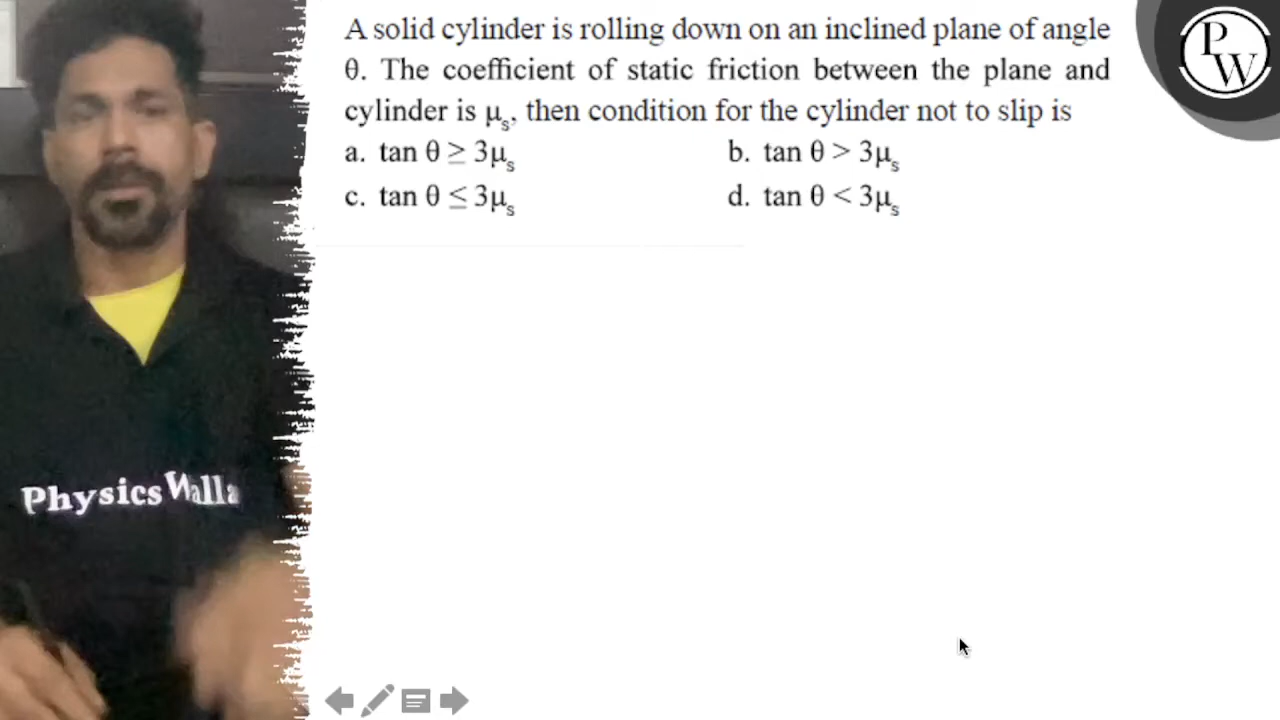 A solid cylinder is rolling down on an inclined plane of angle
θ. The coefficient of static friction between the plane and
cylinder is μₛ, then condition for the cylinder not to slip is
a. tan θ ≥ 3μₛ
b. tan θ > 3μₛ
c. tan θ ≤ 3μₛ
d. tan θ < 3μₛ
PW
Physics Walla